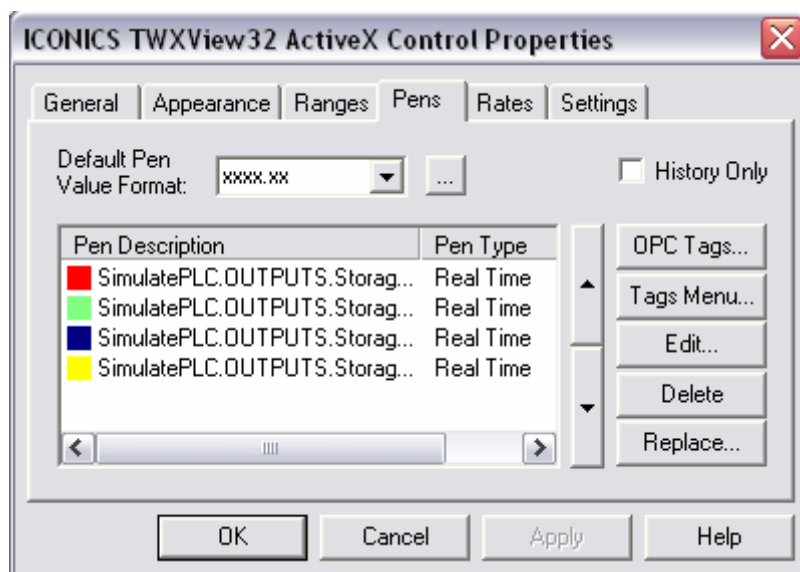 ICONICS TWXView32 ActiveX Control Properties
General Appearance Ranges Pens Rates Settings
Default Pen
Value Format:
xxxx.xx
...
History Only
Pen Description Pen Type
SimulatePLC.OUTPUTS.Storag... Real Time
SimulatePLC.OUTPUTS.Storag... Real Time
SimulatePLC.OUTPUTS.Storag... Real Time
SimulatePLC.OUTPUTS.Storag... Real Time
OPC Tags...
Tags Menu...
Edit...
Delete
Replace...
OK Cancel Apply Help